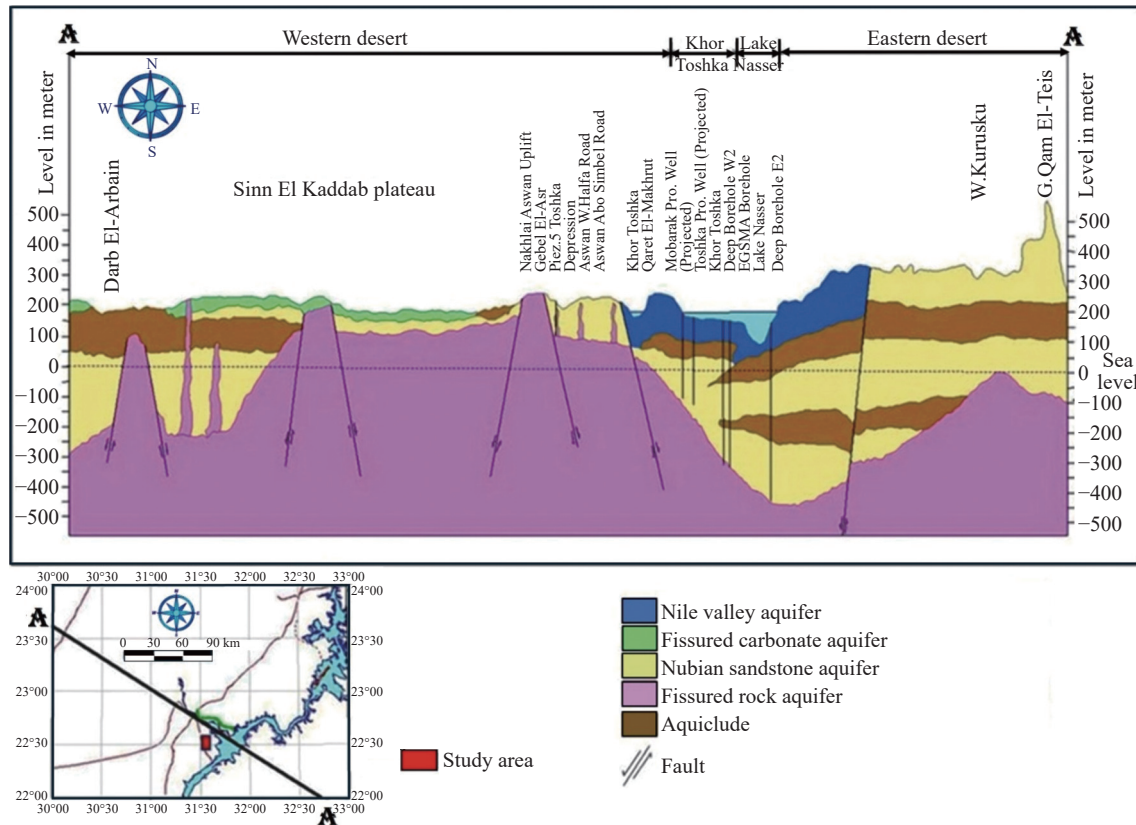 A
A
Western desert
Khor
Toshka
Lake
Nasser
Eastern desert
N
W
E
S
Level in meter
Level in meter
Darb El-Arbain
Sinn El Kaddab plateau
Nakhlai Aswan Uplift
Gebel El-Asr
Piez.5 Toshka
Depression
Aswan W.Halfa Road
Aswan Abo Simbel Road
Khor Toshka
Qaret El-Makhrut
Mobarak Pro. Well
(Projected)
Toshka Pro. Well (Projected)
Khor Toshka
Deep Borehole W2
EGSMA Borehole
Lake Nasser
Deep Borehole E2
W.Kurusku
G.Qam El-Teis
500
400
300
200
100
0
−100
−200
−300
−400
−500
500
400
300
200
100
0
Sea
level
−100
−200
−300
−400
−500
30°00
30°30
31°00
31°30
32°00
32°30
33°00
24°00
23°30
23°00
22°30
22°00
24°00
23°30
23°00
22°30
22°00
A
0 30 60 90 km
30°00
30°30
31°00
31°30
32°00
32°30
33°00
A
Study area
Nile valley aquifer
Fissured carbonate aquifer
Nubian sandstone aquifer
Fissured rock aquifer
Aquiclude
Fault